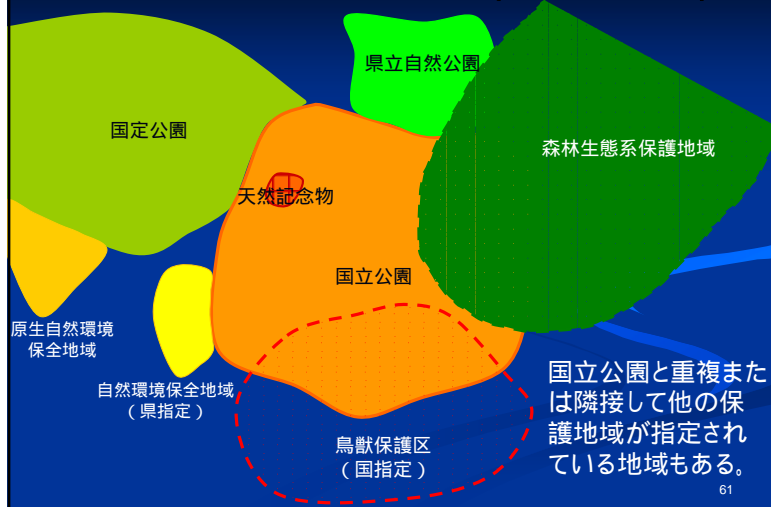 県立自然公園
国定公園
森林生態系保護地域
天然記念物
国立公園
原生自然環境
保全地域
自然環境保全地域
（県指定）
鳥獣保護区
（国指定）
国立公園と重複また
は隣接して他の保
護地域が指定され
ている地域もある。
61